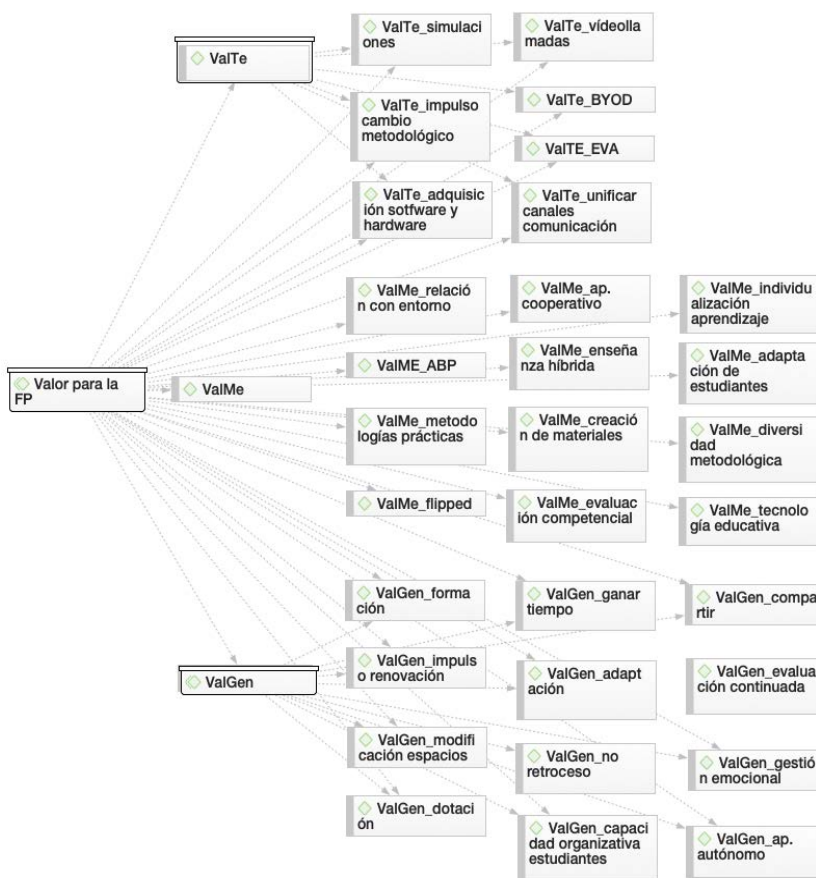 ValTe
ValTe_simulaci
ones
ValTe_vídeolla
madas
ValTe_impulso
cambio
metodológico
ValTe_BYOD
ValTE_EVA
ValTe_adquisic
ión sotfware y
hardware
ValTe_unificar
canales
comunicación
ValMe_relació
n con entorno
ValMe_ap.
cooperativo
ValMe_individu
alización
aprendizaje
Valor para la
FP
ValMe
ValME_ABP
ValMe_enseña
nza híbrida
ValMe_adapta
ción de
estudiantes
ValMe_metodo
logías prácticas
ValMe_creació
n de materiales
ValMe_diversi
dad
metodológica
ValMe_flipped
ValMe_evaluac
ión competencial
ValMe_tecnolo
gía educativa
ValGen_forma
ción
ValGen_ganar
tiempo
ValGen_compa
rtir
ValGen
ValGen_impuls
o renovación
ValGen_adapt
ación
ValGen_evalua
ción continuada
ValGen_modifi
cación espacios
ValGen_no
retroceso
ValGen_gestió
n emocional
ValGen_dotaci
ón
ValGen_capaci
dad organizativa
estudiantes
ValGen_ap.
autónomo